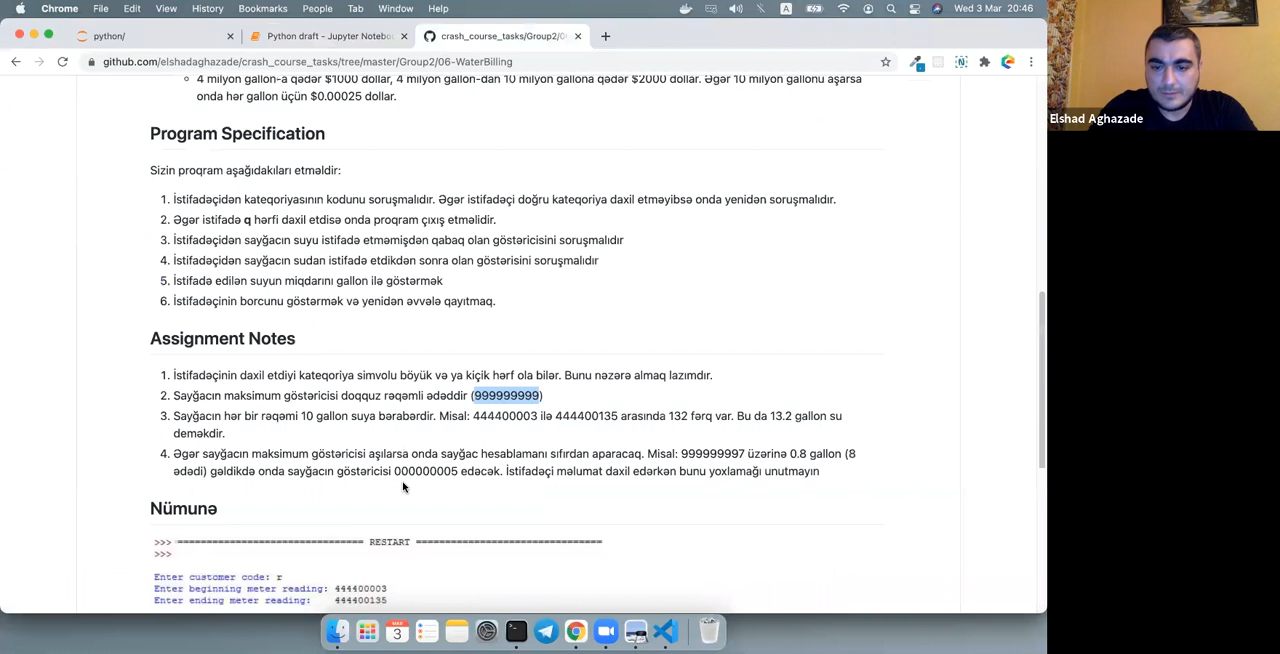 Chrome File Edit View History Bookmarks People Tab Window Help
Wed 3 Mar 20:46
python/
Python draft - Jupyter Noteboo
crash_course_tasks/Group2/06
github.com/elshadaghazade/crash_course_tasks/tree/master/Group2/06-WaterBilling
Elshad Aghazade
4 milyon gallon-a qədər $1000 dollar, 4 milyon gallon-dan 10 milyon gallona qədər $2000 dollar. Əgər 10 milyon gallonu aşarsa
onda hər gallon üçün $0.00025 dollar.
Program Specification
Sizin proqram aşağıdakıları etməldir:
1. İstifadəçidən kateqoriyasının kodunu soruşmalıdır. Əgər istifadəçi doğru kateqoriya daxil etməyibsə onda yenidən soruşmalıdır.
2. Əgər istifadə q hərfi daxil etdisə onda proqram çıxış etməlidir.
3. İstifadəçidən sayğacın suyu istifadə etməmişdən qabaq olan göstəricisini soruşmalıdır
4. İstifadəçidən sayğacın sudan istifadə etdikdən sonra olan göstərisini soruşmalıdır
5. İstifadə edilən suyun miqdarını gallon ilə göstərmək
6. İstifadəçinin borcunu göstərmək və yenidən əvvələ qayıtmaq.
Assignment Notes
1. İstifadəçinin daxil etdiyi kateqoriya simvolu böyük və ya kiçik hərf ola bilər. Bunu nəzərə almaq lazımdır.
2. Sayğacın maksimum göstəricisi doqquz rəqəmli ədəddir (999999999)
3. Sayğacın hər bir rəqəmi 10 gallon suya bərabərdir. Misal: 444400003 ilə 444400135 arasında 132 fərq var. Bu da 13.2 gallon su
deməkdir.
4. Əgər sayğacın maksimum göstəricisi aşılarsa onda sayğac hesablamanı sıfırdan aparacaq. Misal: 999999997 üzərinə 0.8 gallon (8
ədədi) gəldikdə onda sayğacın göstəricisi 000000005 edəcək. İstifadəçi məlumat daxil edərkən bunu yoxlamağı unutmayın
Nümunə
>>> ================================ RESTART ================================
>>>
Enter customer code: r
Enter beginning meter reading: 444400003
Enter ending meter reading: 444400135